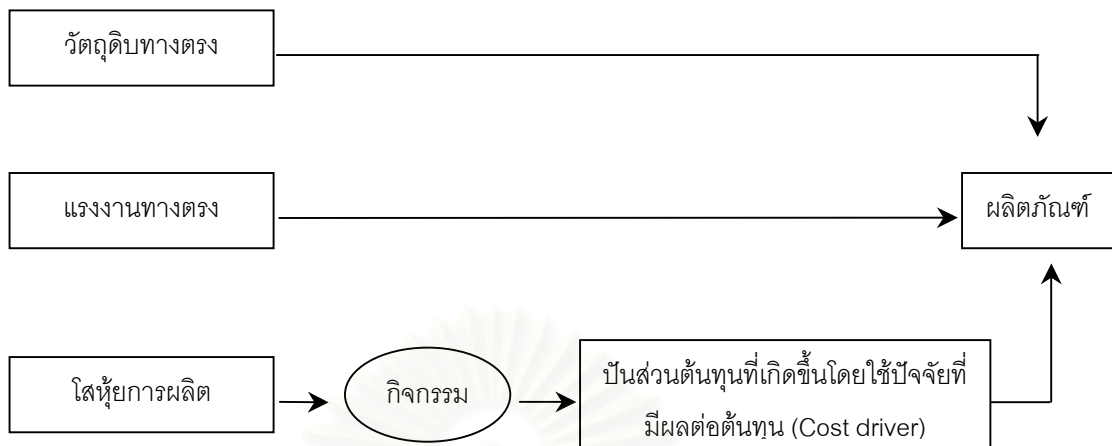 วัตถุดิบทางตรง
แรงงานทางตรง
ผลิตภัณฑ์
โสหุ้ยการผลิต
กิจกรรม
ปันส่วนต้นทุนที่เกิดขึ้นโดยใช้ปัจจัยที่
มีผลต่อต้นทุน (Cost driver)